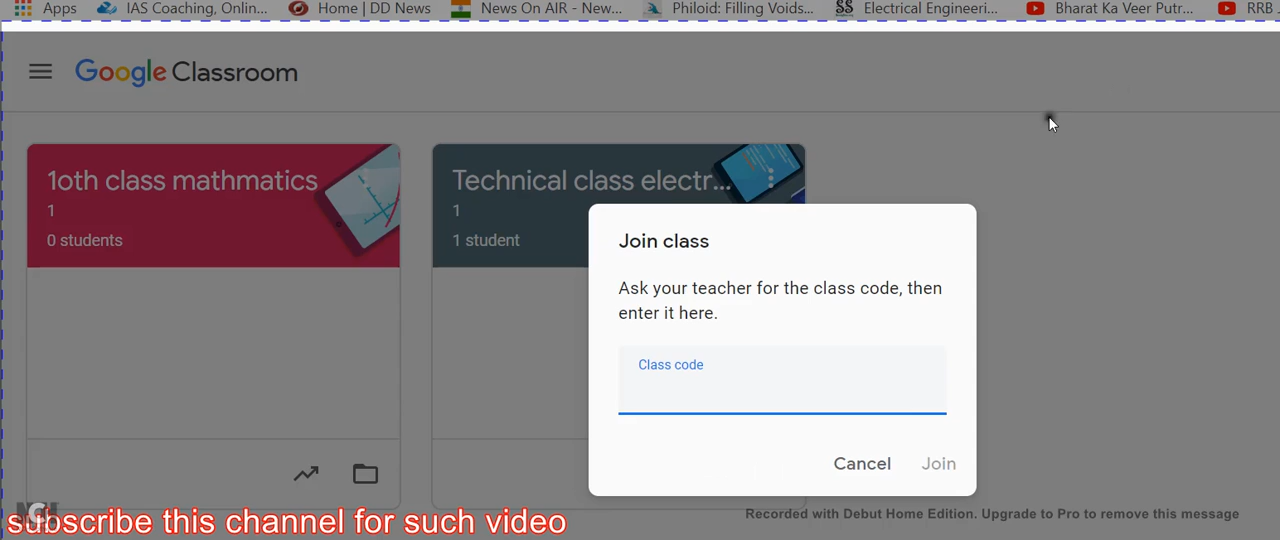 Apps IAS Coaching, Onlin... Home | DD News News On AIR - New... Philoid: Filling Voids... Electrical Engineeri... Bharat Ka Veer Putr... RRB
Google Classroom
1oth class mathmatics
1
0 students
Technical class electr...
1
1 student
Join class
Ask your teacher for the class code, then
enter it here.
Class code
Cancel Join
subscribe this channel for such video
Recorded with Debut Home Edition. Upgrade to Pro to remove this message